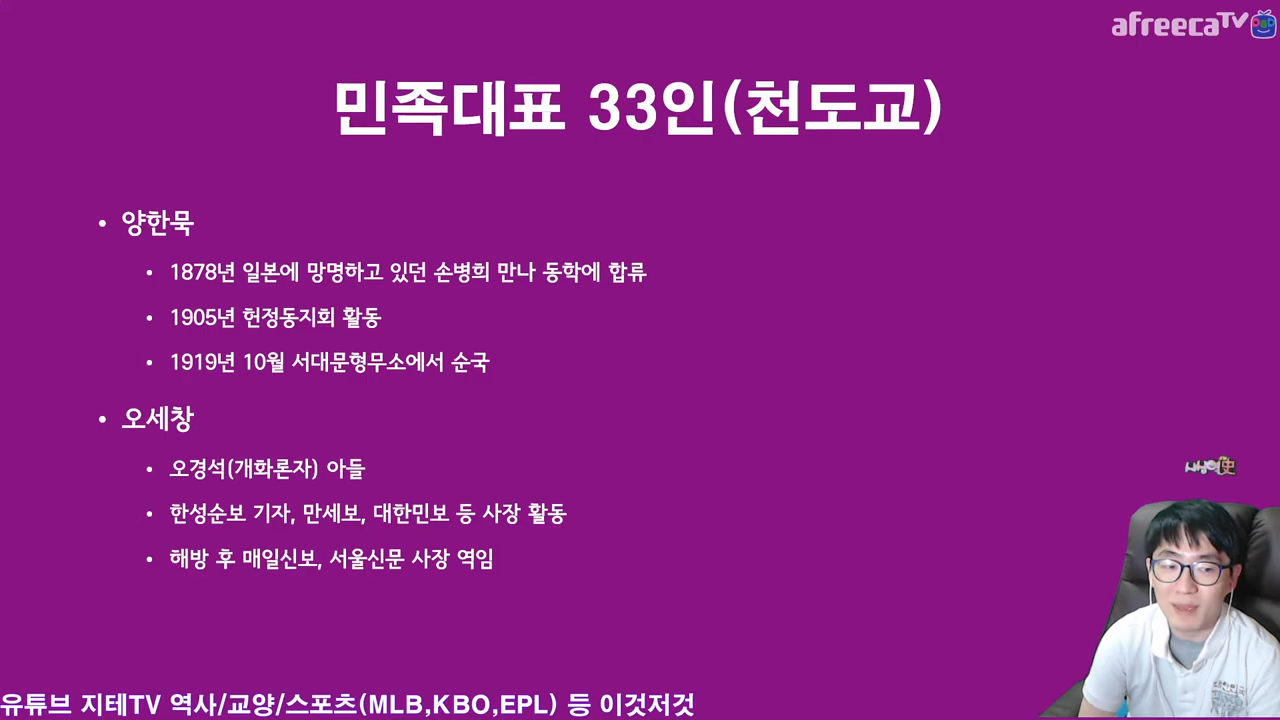 afreecaTV
민족대표 33인(천도교)
• 양한묵
• 1878년 일본에 망명하고 있던 손병희 만나 동학에 합류
• 1905년 헌정동지회 활동
• 1919년 10월 서대문형무소에서 순국
• 오세창
• 오경석(개화론자) 아들
• 한성순보 기자, 만세보, 대한민보 등 사장 활동
• 해방 후 매일신보, 서울신문 사장 역임
유튜브 지테TV 역사/교양/스포츠(MLB,KBO,EPL) 등 이것저것